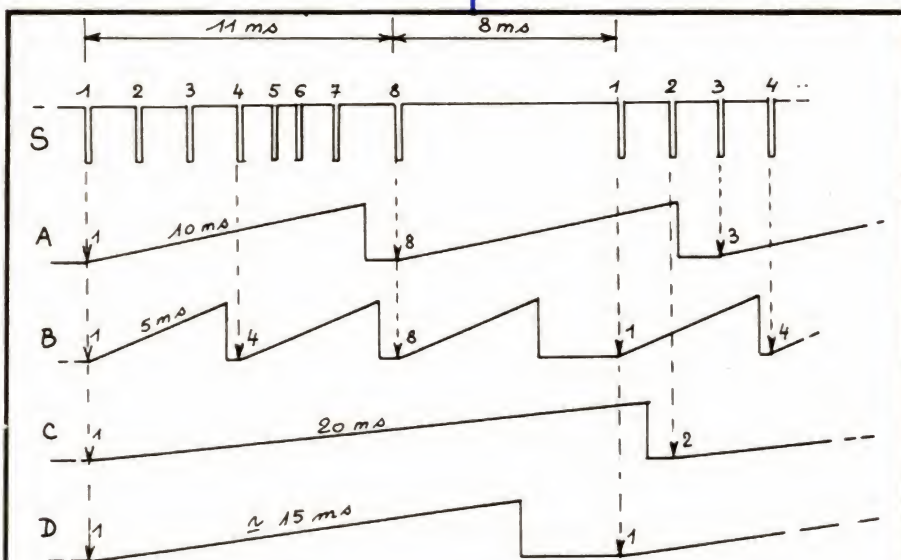 11 ms 8 ms
1 2 3 4 5 6 7 8 1 2 3 4 ..
S
A 1 10 ms 8 3
B 1 5 ms 4 8 1 4
C 1 20 ms 2
D 1 ~ 15 ms 1